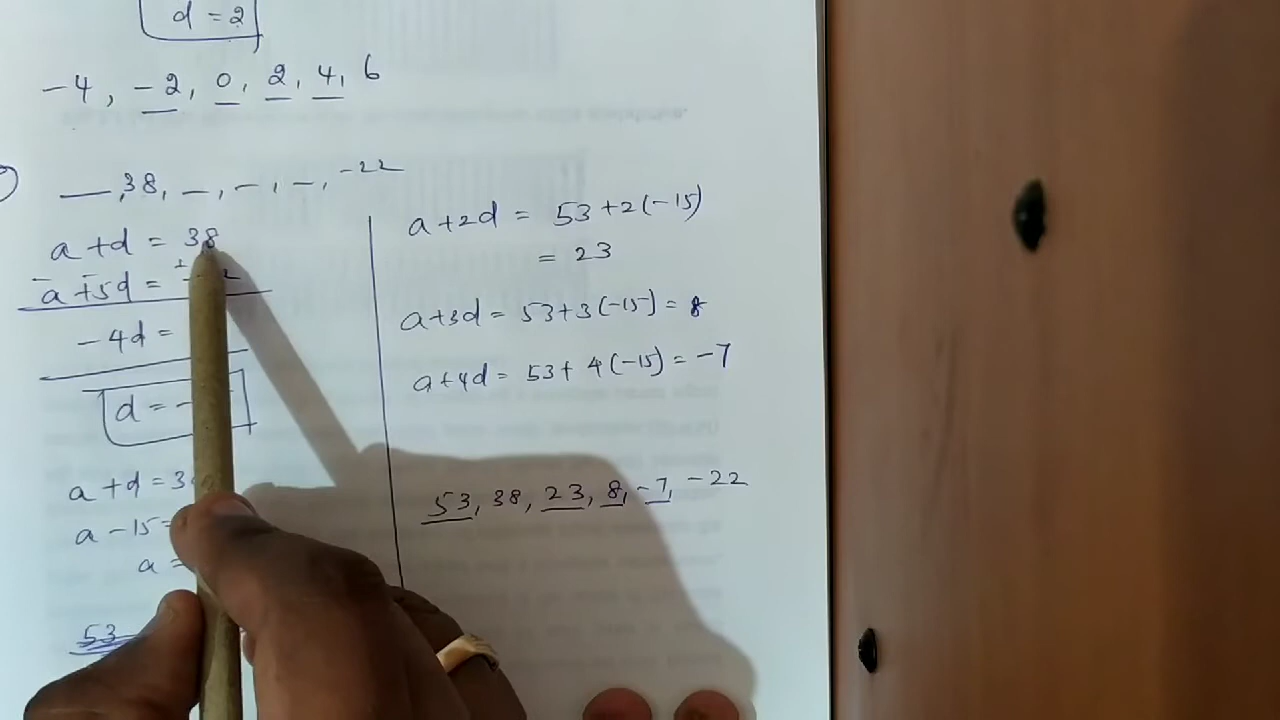 d = 2
-4, -2, 0, 2, 4, 6
__, 38, _, _, _, -22
a + d = 38
a + 5d =
-4d =
d = -
a + d = 3
a - 15 =
a =
53
a + 2d = 53 + 2(-15)
= 23
a + 3d = 53 + 3(-15) = 8
a + 4d = 53 + 4(-15) = -7
53, 38, 23, 8, -7, -22